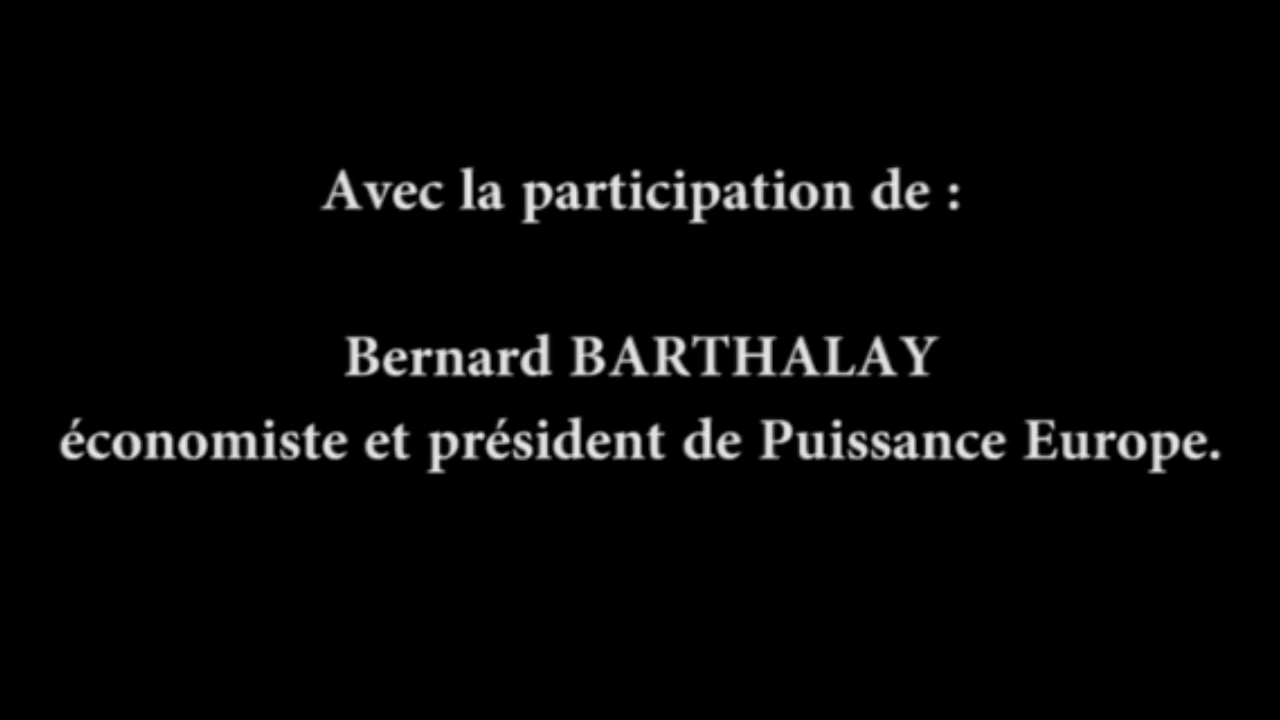 Avec la participation de :
Bernard BARTHALAY
économiste et président de Puissance Europe.